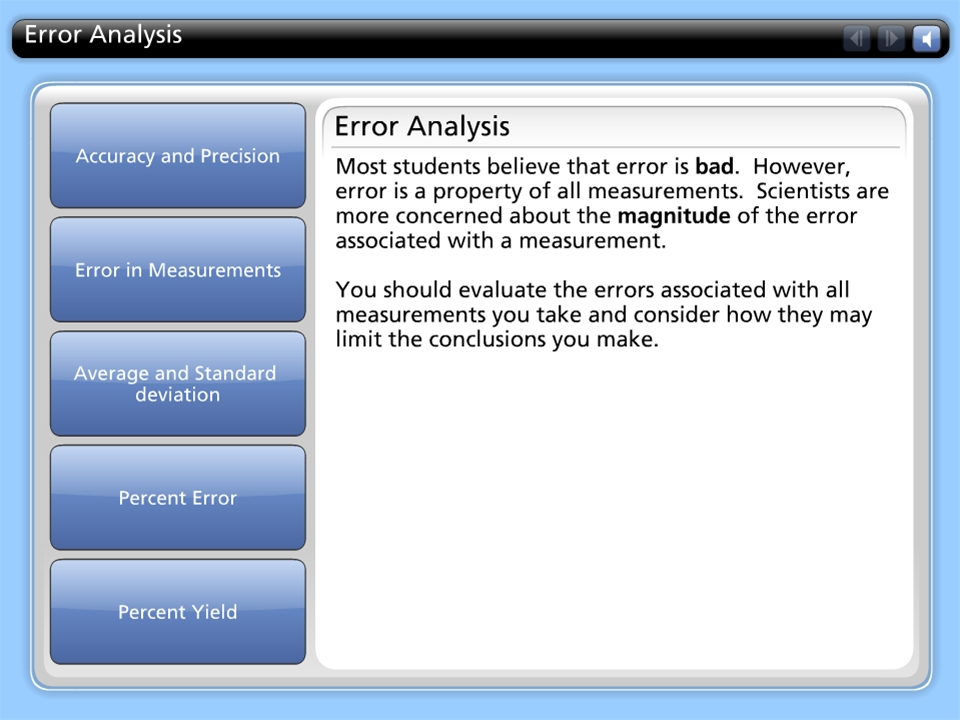 Error Analysis
Accuracy and Precision
Error in Measurements
Average and Standard
deviation
Percent Error
Percent Yield
Error Analysis
Most students believe that error is bad.  However,
error is a property of all measurements.  Scientists are
more concerned about the magnitude of the error
associated with a measurement.
You should evaluate the errors associated with all
measurements you take and consider how they may
limit the conclusions you make.